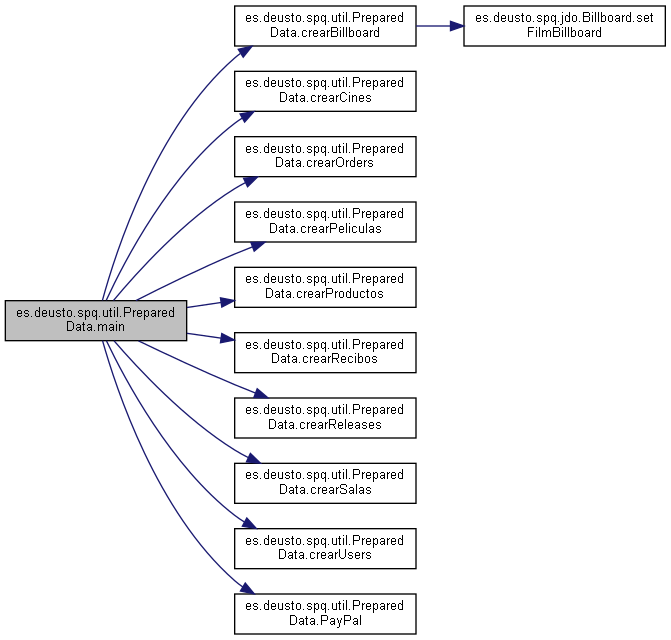 es.deusto.spq.util.Prepared
Data.crearBillboard
es.deusto.spq.jdo.Billboard.set
FilmBillboard
es.deusto.spq.util.Prepared
Data.crearCines
es.deusto.spq.util.Prepared
Data.crearOrders
es.deusto.spq.util.Prepared
Data.crearPeliculas
es.deusto.spq.util.Prepared
Data.crearProductos
es.deusto.spq.util.Prepared
Data.main
es.deusto.spq.util.Prepared
Data.crearRecibos
es.deusto.spq.util.Prepared
Data.crearReleases
es.deusto.spq.util.Prepared
Data.crearSalas
es.deusto.spq.util.Prepared
Data.crearUsers
es.deusto.spq.util.Prepared
Data.PayPal